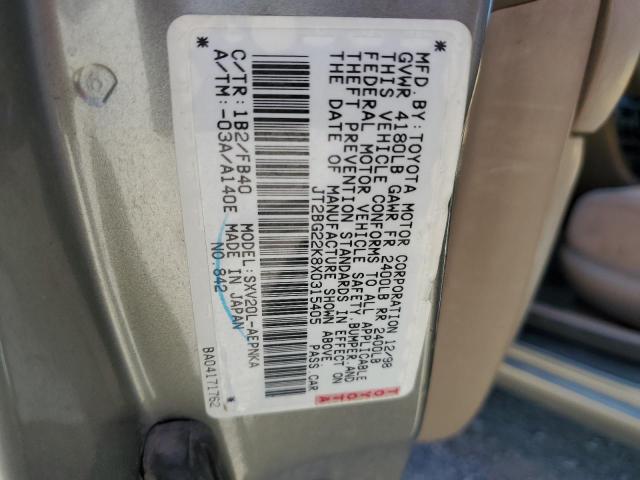 MFD. BY: TOYOTA MOTOR CORPORATION 12/98
GVWR 4180LB GAWR FR 2400LB RR 2400LB
THIS VEHICLE CONFORMS TO ALL APPLICABLE
FEDERAL MOTOR VEHICLE SAFETY, BUMPER AND
THEFT PREVENTION STANDARDS IN EFFECT ON
THE DATE OF MANUFACTURE SHOWN ABOVE
JT2BG22K8X0315405 PASS CAR
TOYOTA
* *
C/TR: 1B2/FB40 MODEL: SXV20L-AEPNKA
A/TM: -03A/A140E MADE IN JAPAN
NO. 842
BA04171762